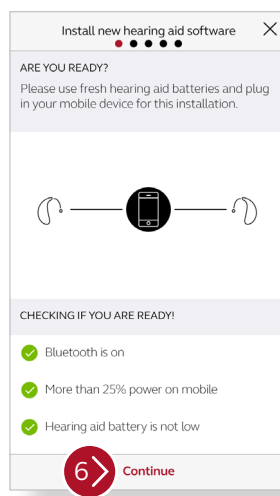 Install new hearing aid software
ARE YOU READY?
Please use fresh hearing aid batteries and plug
in your mobile device for this installation.
CHECKING IF YOU ARE READY!
Bluetooth is on
More than 25% power on mobile
Hearing aid battery is not low
6 Continue